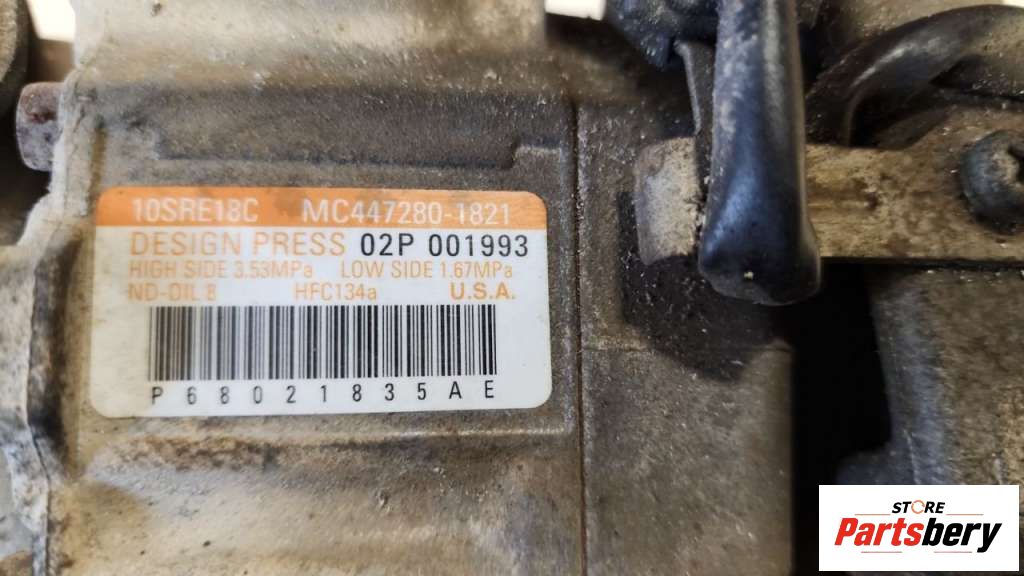 10SRE18C MC447280-1821
DESIGN PRESS 02P 001993
HIGH SIDE 3.53MPa LOW SIDE 1.67MPa
ND-OIL 8 HFC134a U.S.A.
P 6 8 0 2 1 8 3 5 A E
STORE
Partsbery